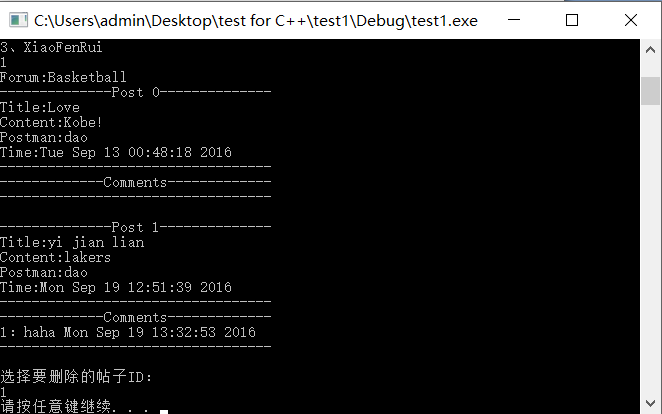 C:\Users\admin\Desktop\test for C++\test1\Debug\test1.exe
3、XiaoFenRui
1
Forum:Basketball
--------------Post 0--------------
Title:Love
Content:Kobe!
Postman:dao
Time:Tue Sep 13 00:48:18 2016
----------------------------------
-------------Comments-------------
----------------------------------
--------------Post 1--------------
Title:yi jian lian
Content:lakers
Postman:dao
Time:Mon Sep 19 12:51:39 2016
----------------------------------
-------------Comments-------------
1: haha Mon Sep 19 13:32:53 2016
----------------------------------
选择要删除的帖子ID:
1
请按任意键继续. . .